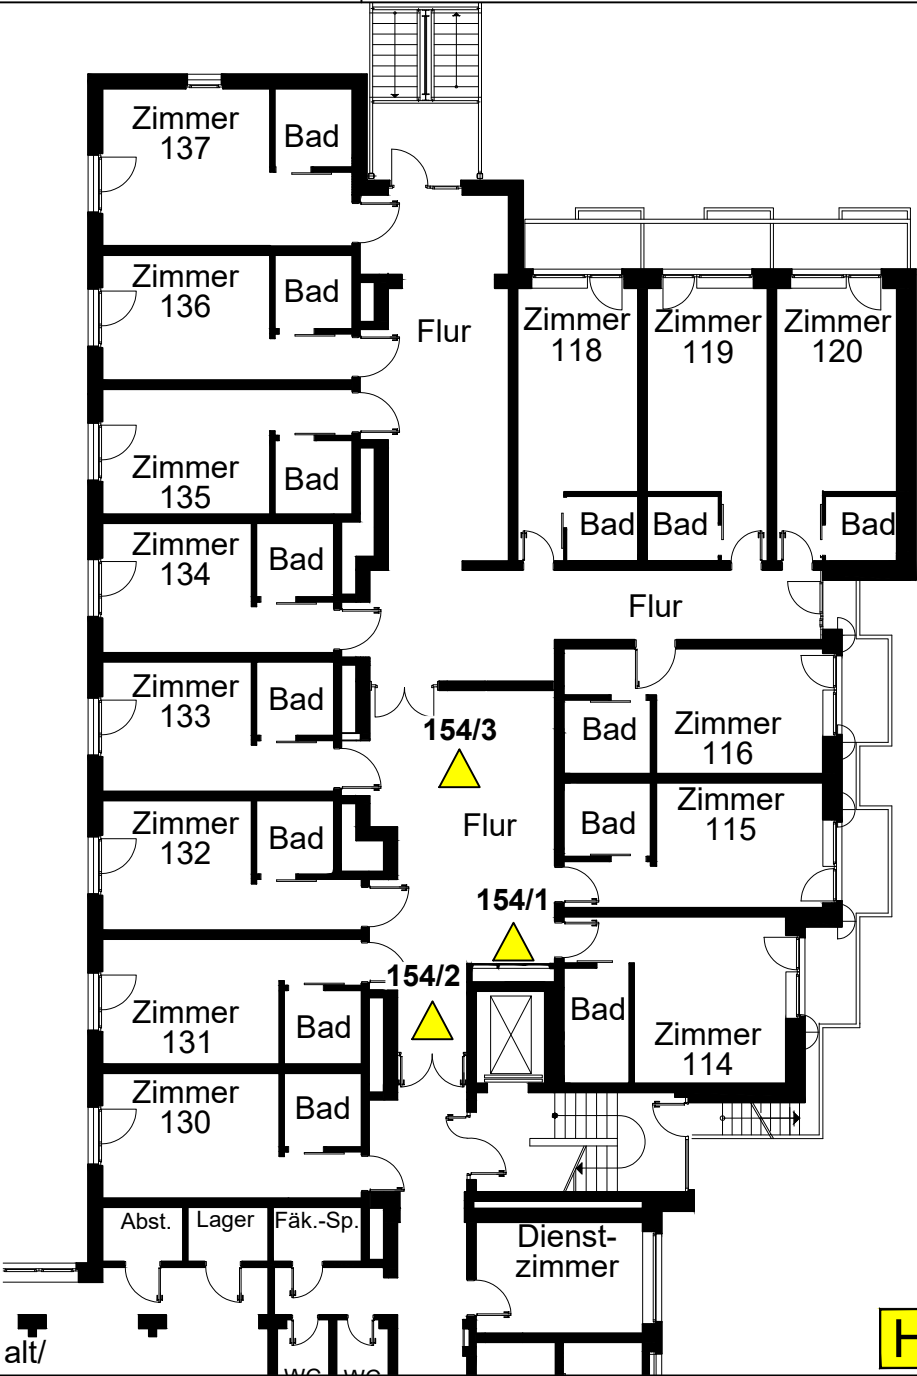 Zimmer
137
Bad
Zimmer
136
Bad
Flur
Zimmer
118
Zimmer
119
Zimmer
120
Zimmer
135
Bad
Bad
Bad
Bad
Zimmer
134
Bad
Flur
Zimmer
133
Bad
154/3
Bad
Zimmer
116
Zimmer
132
Bad
Flur
Bad
Zimmer
115
154/1
154/2
Zimmer
131
Bad
Bad
Zimmer
114
Zimmer
130
Bad
Abst.
Lager
Fäk.-Sp.
Dienst-
zimmer
alt/
H